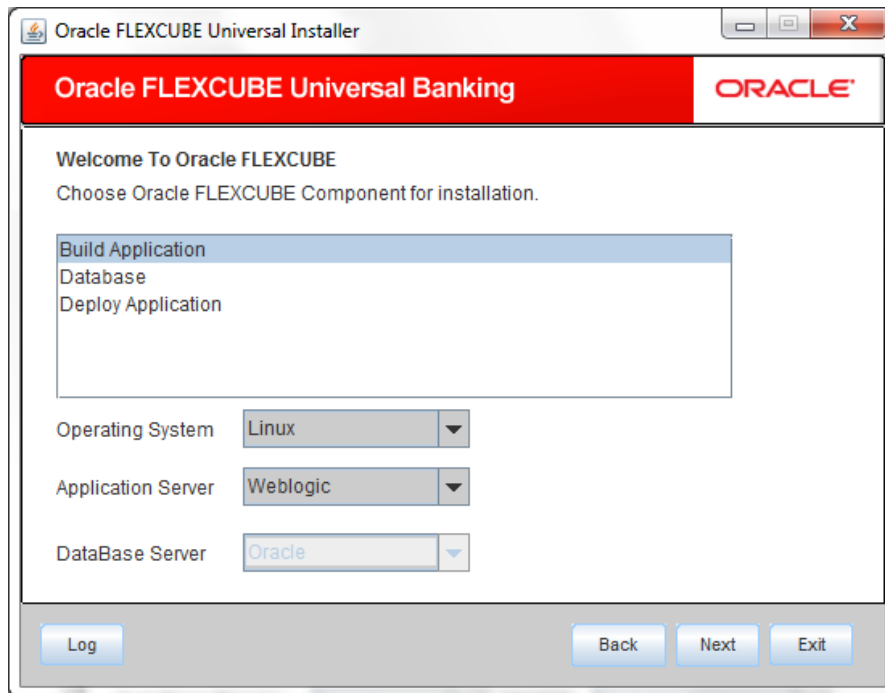 Oracle FLEXCUBE Universal Installer
Oracle FLEXCUBE Universal Banking
ORACLE
Welcome To Oracle FLEXCUBE
Choose Oracle FLEXCUBE Component for installation.
Build Application
Database
Deploy Application
Operating System Linux
Application Server Weblogic
DataBase Server Oracle
Log Back Next Exit